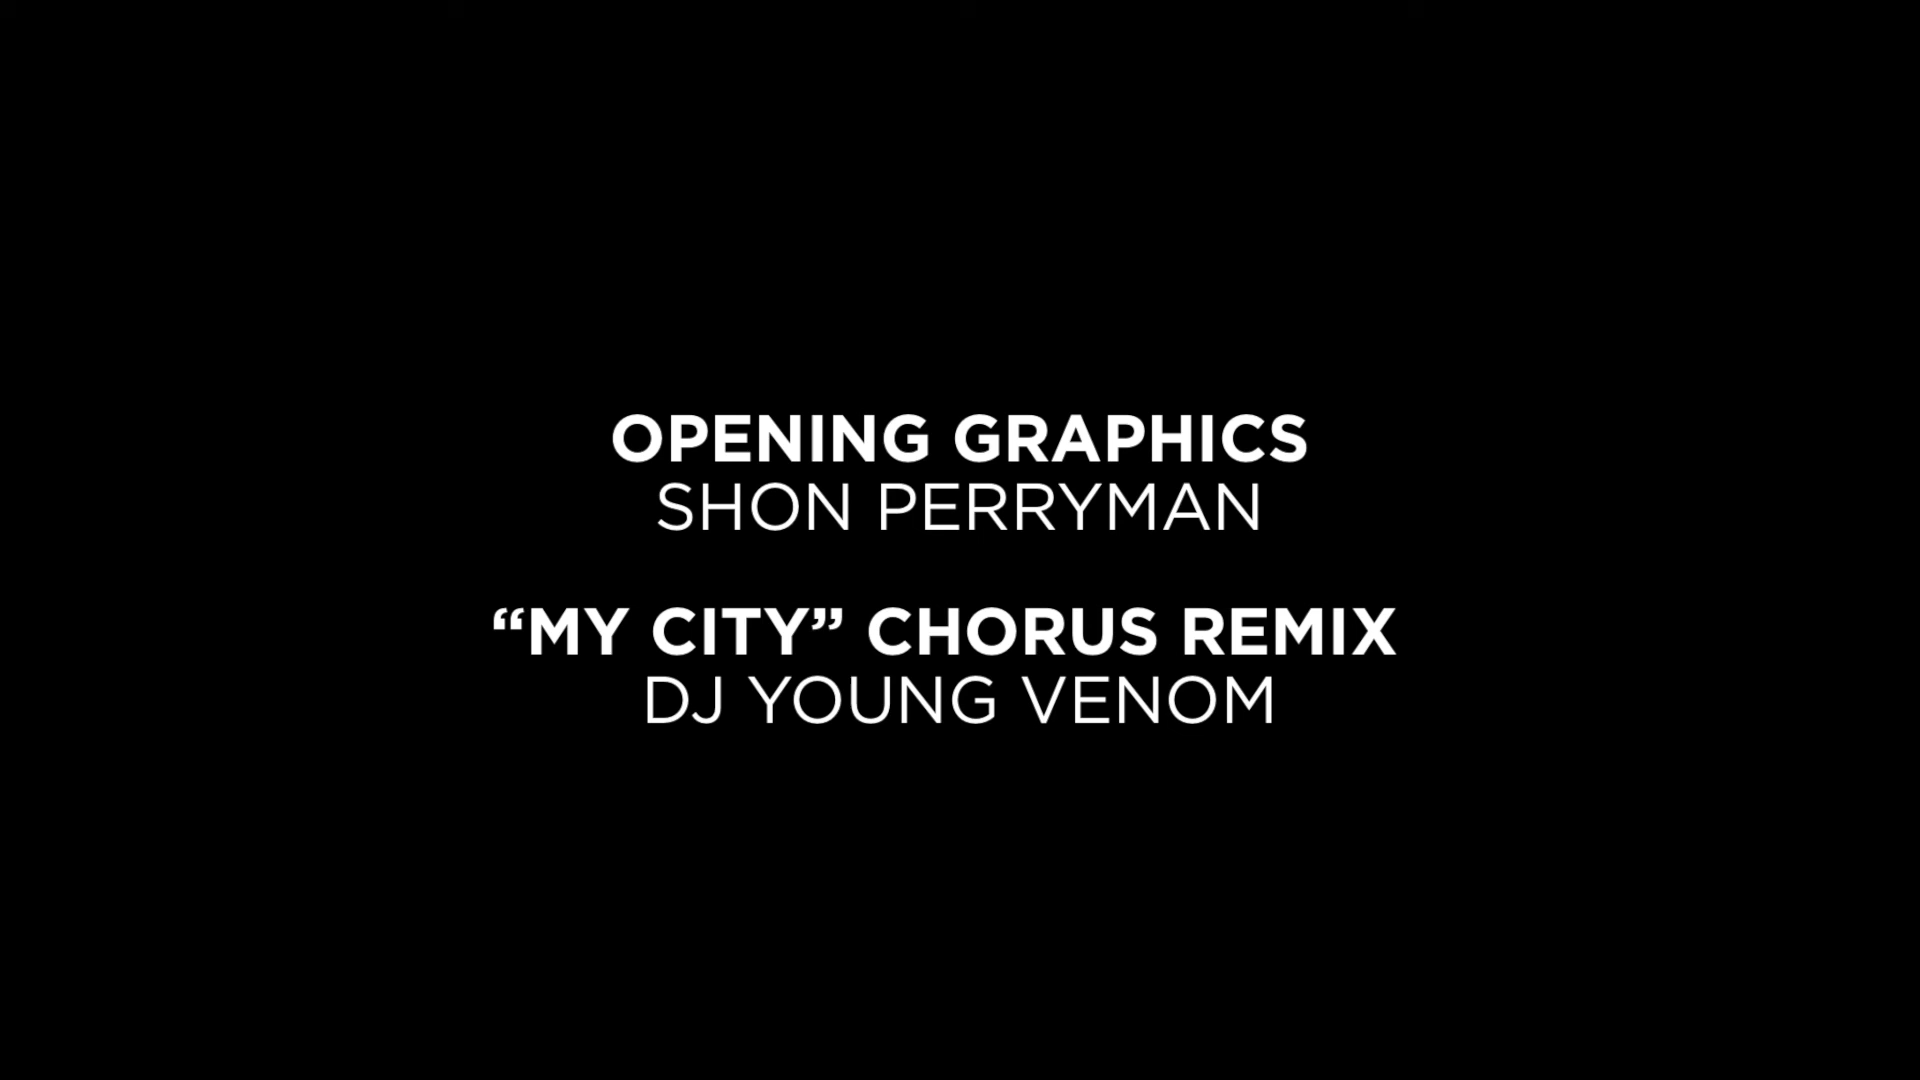 OPENING GRAPHICS
SHON PERRYMAN
“MY CITY” CHORUS REMIX
DJ YOUNG VENOM